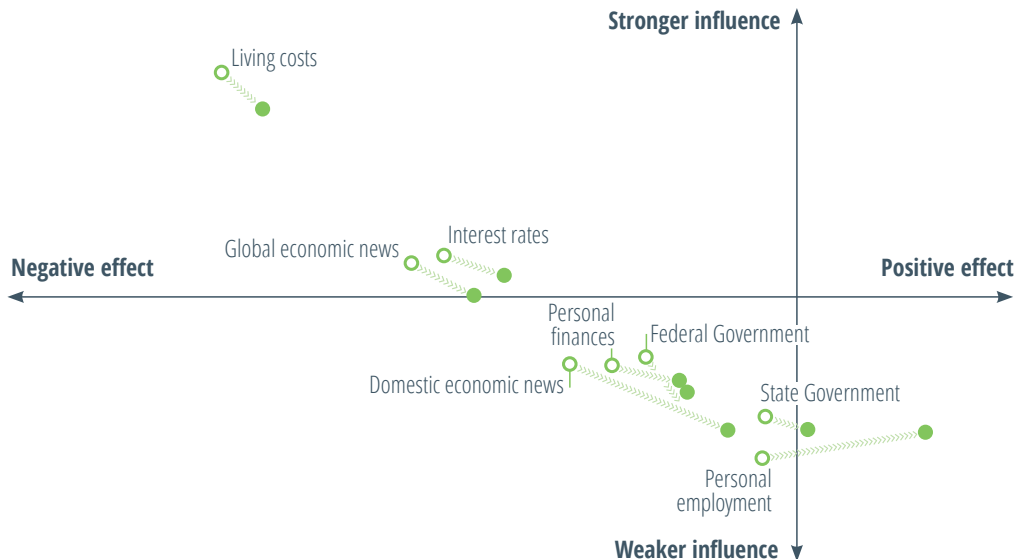 Stronger influence
Living costs
Interest rates
Global economic news
Negative effect
Positive effect
Personal
finances
Federal Government
Domestic economic news
State Government
Personal
employment
Weaker influence